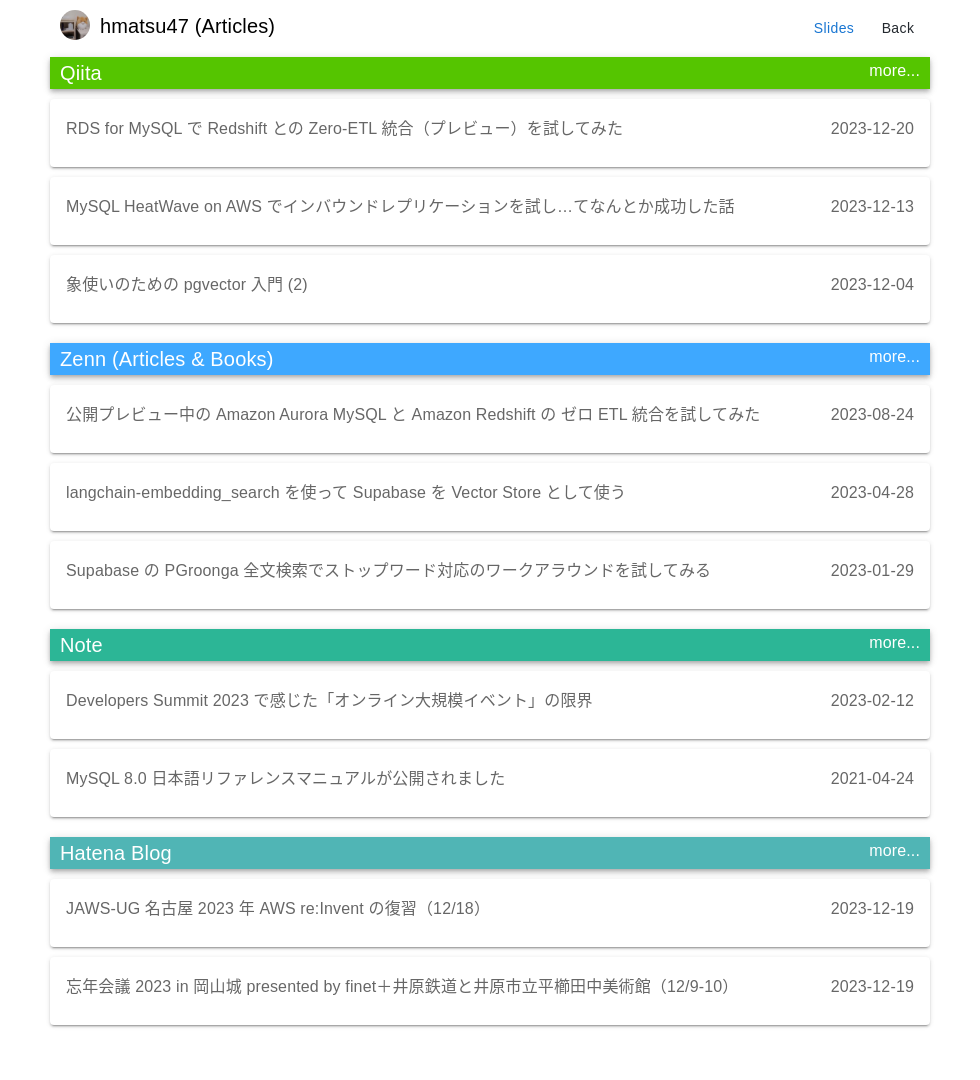 hmatsu47 (Articles)
Slides
Back
Qiita
more...
RDS for MySQL で Redshift との Zero-ETL 統合（プレビュー）を試してみた
2023-12-20
MySQL HeatWave on AWS でインバウンドレプリケーションを試し…てなんとか成功した話
2023-12-13
象使いのための pgvector 入門 (2)
2023-12-04
Zenn (Articles & Books)
more...
公開プレビュー中の Amazon Aurora MySQL と Amazon Redshift の ゼロ ETL 統合を試してみた
2023-08-24
langchain-embedding_search を使って Supabase を Vector Store として使う
2023-04-28
Supabase の PGroonga 全文検索でストップワード対応のワークアラウンドを試してみる
2023-01-29
Note
more...
Developers Summit 2023 で感じた「オンライン大規模イベント」の限界
2023-02-12
MySQL 8.0 日本語リファレンスマニュアルが公開されました
2021-04-24
Hatena Blog
more...
JAWS-UG 名古屋 2023 年 AWS re:Invent の復習（12/18）
2023-12-19
忘年会議 2023 in 岡山城 presented by finet＋井原鉄道と井原市立平櫛田中美術館（12/9-10）
2023-12-19